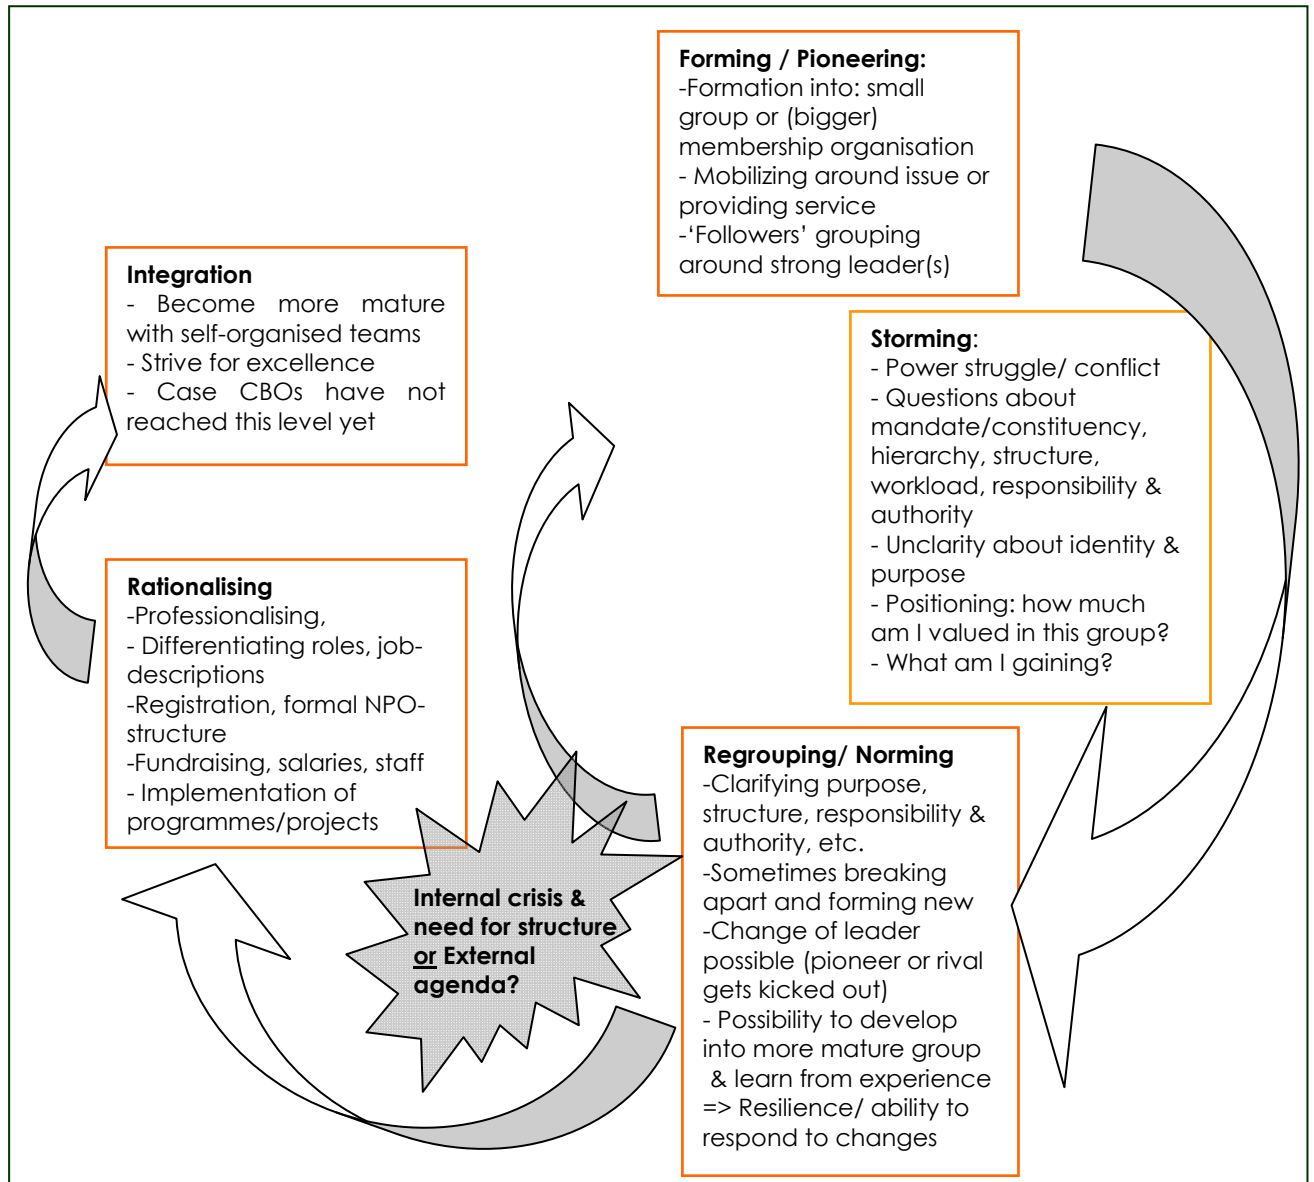 Forming / Pioneering:
-Formation into: small
group or (bigger)
membership organisation
- Mobilizing around issue or
providing service
-‘Followers’ grouping
around strong leader(s)
Storming:
- Power struggle/ conflict
- Questions about
mandate/constituency,
hierarchy, structure,
workload, responsibility &
authority
- Unclarity about identity &
purpose
- Positioning: how much
am I valued in this group?
- What am I gaining?
Regrouping/ Norming
-Clarifying purpose,
structure, responsibility &
authority, etc.
-Sometimes breaking
apart and forming new
-Change of leader
possible (pioneer or rival
gets kicked out)
- Possibility to develop
into more mature group
& learn from experience
=> Resilience/ ability to
respond to changes
Internal crisis &
need for structure
or External
agenda?
Rationalising
-Professionalising,
- Differentiating roles, job-
descriptions
-Registration, formal NPO-
structure
-Fundraising, salaries, staff
- Implementation of
programmes/projects
Integration
- Become more mature
with self-organised teams
- Strive for excellence
- Case CBOs have not
reached this level yet